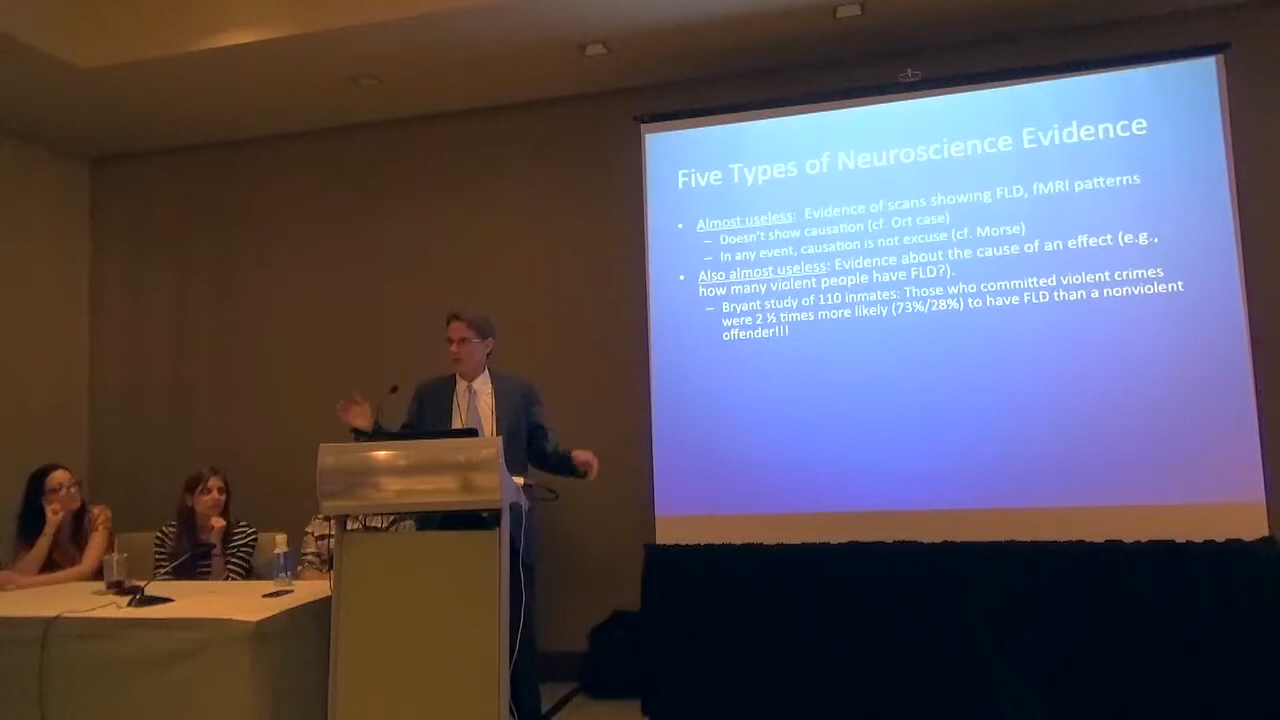 Five Types of Neuroscience Evidence
• Almost useless: Evidence of scans showing FLD, fMRI patterns
– Doesn't show causation (cf. Ort case)
– In any event, causation is not excuse (cf. Morse)
• Also almost useless: Evidence about the cause of an effect (e.g.,
how many violent people have FLD?).
– Bryant study of 110 inmates: Those who committed violent crimes
were 2 ½ times more likely (73%/28%) to have FLD than a nonviolent
offender!!!